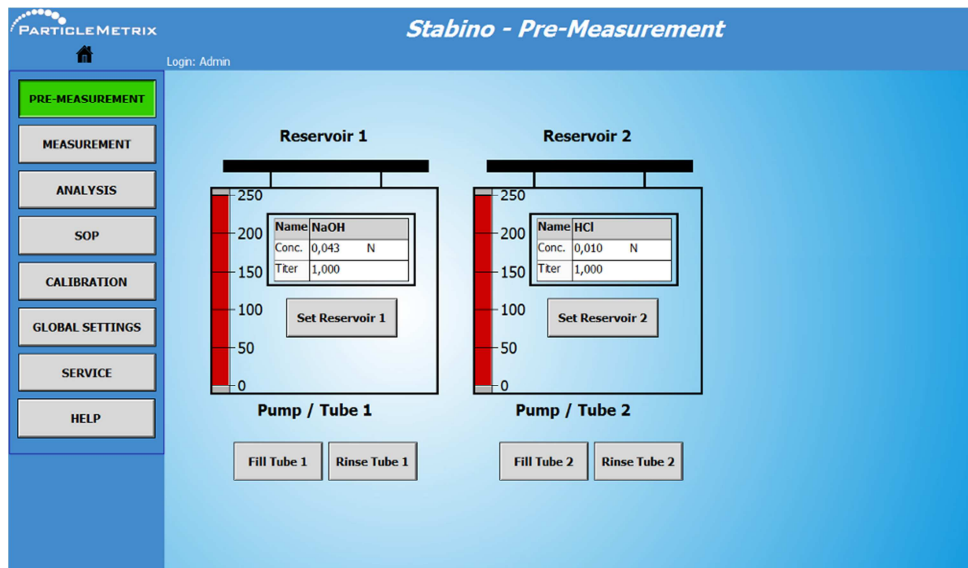 PARTICLEMETRIX
Stabino - Pre-Measurement
Login: Admin
PRE-MEASUREMENT
MEASUREMENT
ANALYSIS
SOP
CALIBRATION
GLOBAL SETTINGS
SERVICE
HELP
Reservoir 1
250
200
150
100
50
0
Name NaOH
Conc. 0,043 N
Titer 1,000
Set Reservoir 1
Pump / Tube 1
Fill Tube 1 Rinse Tube 1
Reservoir 2
250
200
150
100
50
0
Name HCl
Conc. 0,010 N
Titer 1,000
Set Reservoir 2
Pump / Tube 2
Fill Tube 2 Rinse Tube 2